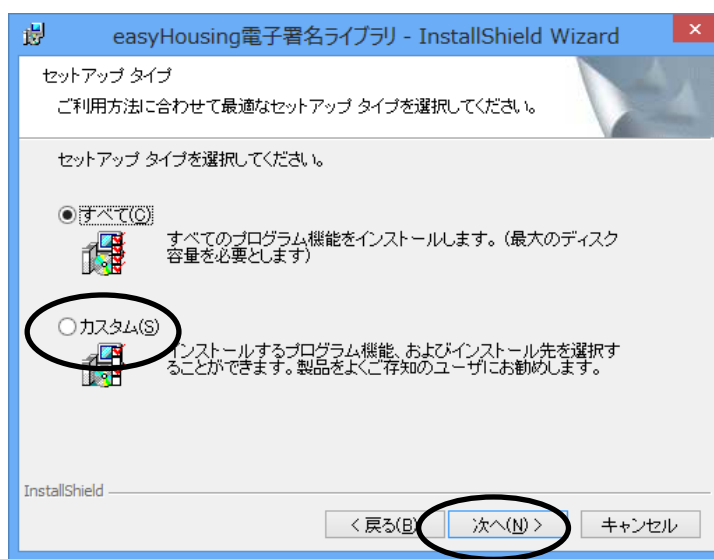 easyHousing電子署名ライブラリ - InstallShield Wizard
セットアップ タイプ
ご利用方法に合わせて最適なセットアップ タイプを選択してください。
セットアップ タイプを選択してください。
すべて(C)
すべてのプログラム機能をインストールします。(最大のディスク
容量を必要とします)
カスタム(S)
インストールするプログラム機能、およびインストール先を選択す
ることができます。製品をよくご存知のユーザにお勧めします。
InstallShield
< 戻る(B) 次へ(N) > キャンセル